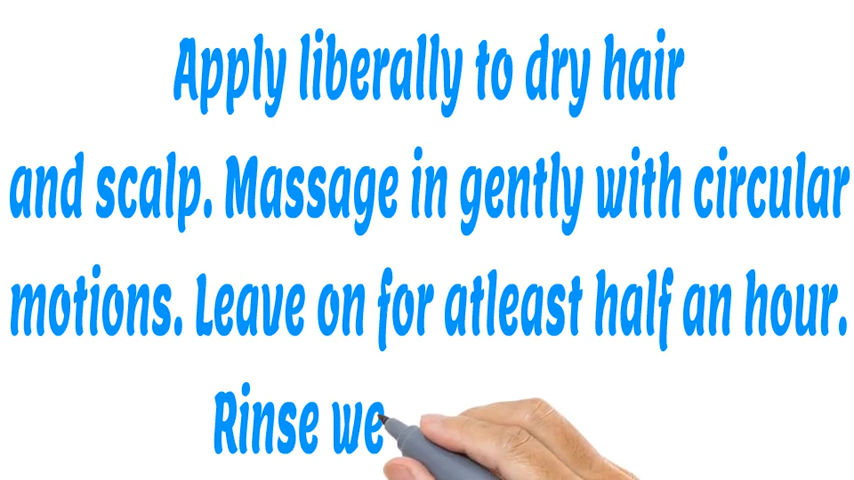 Apply liberally to dry hair
and scalp. Massage in gently with circular
motions. Leave on for atleast half an hour.
Rinse we